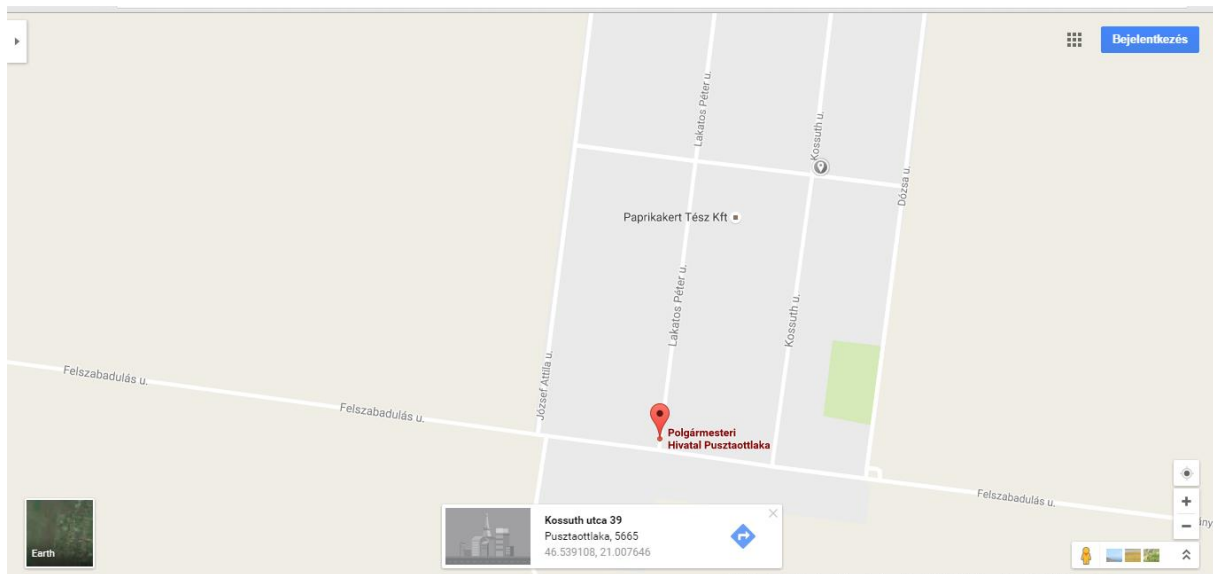 Bejelentkezés
Lakatos Péter u.
Kossuth u.
Dózsa u.
Paprikakert Tész Kft
Lakatos Péter u.
Kossuth u.
József Attila u.
Felszabadulás u.
Felszabadulás u.
Polgármesteri
Hivatal Pusztaottlaka
Felszabadulás u.
ány
Kossuth utca 39
Pusztaottlaka, 5665
46.539108, 21.007646
Earth